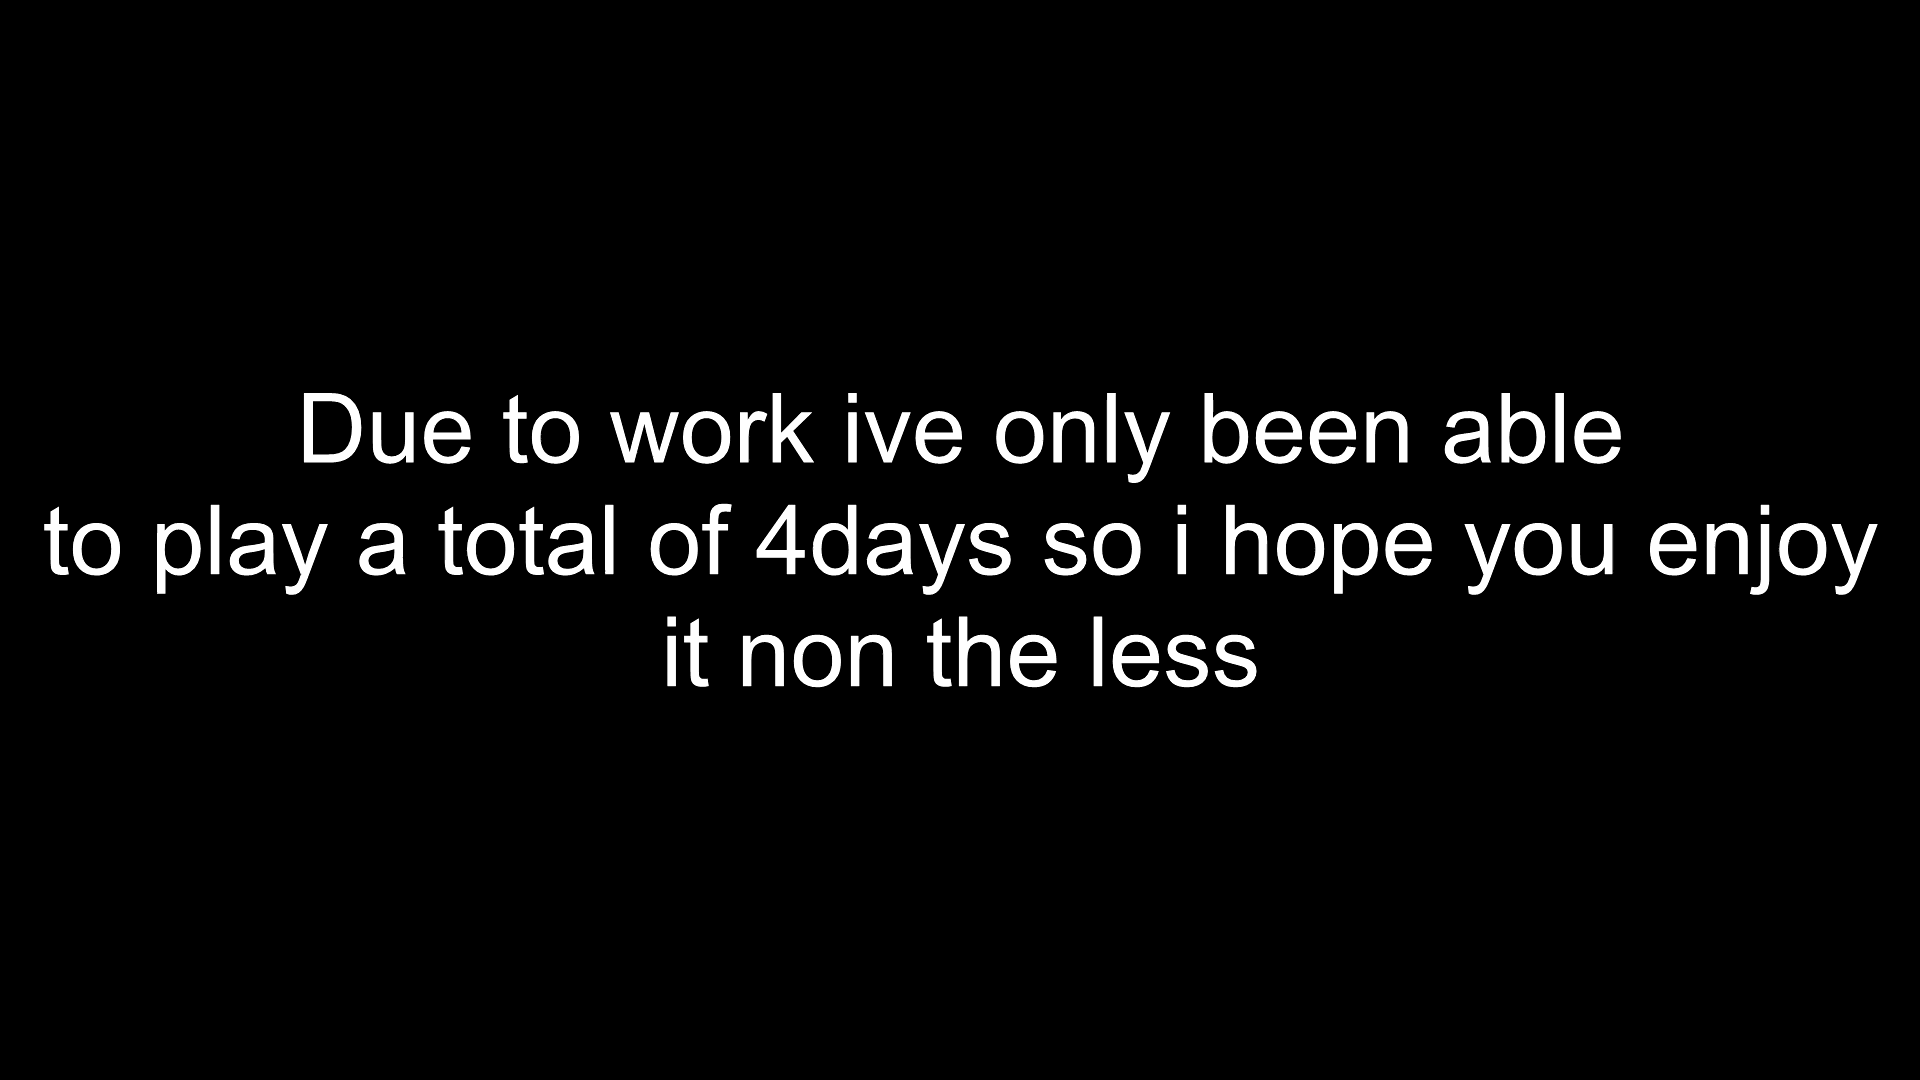 Due to work ive only been able
to play a total of 4days so i hope you enjoy
it non the less